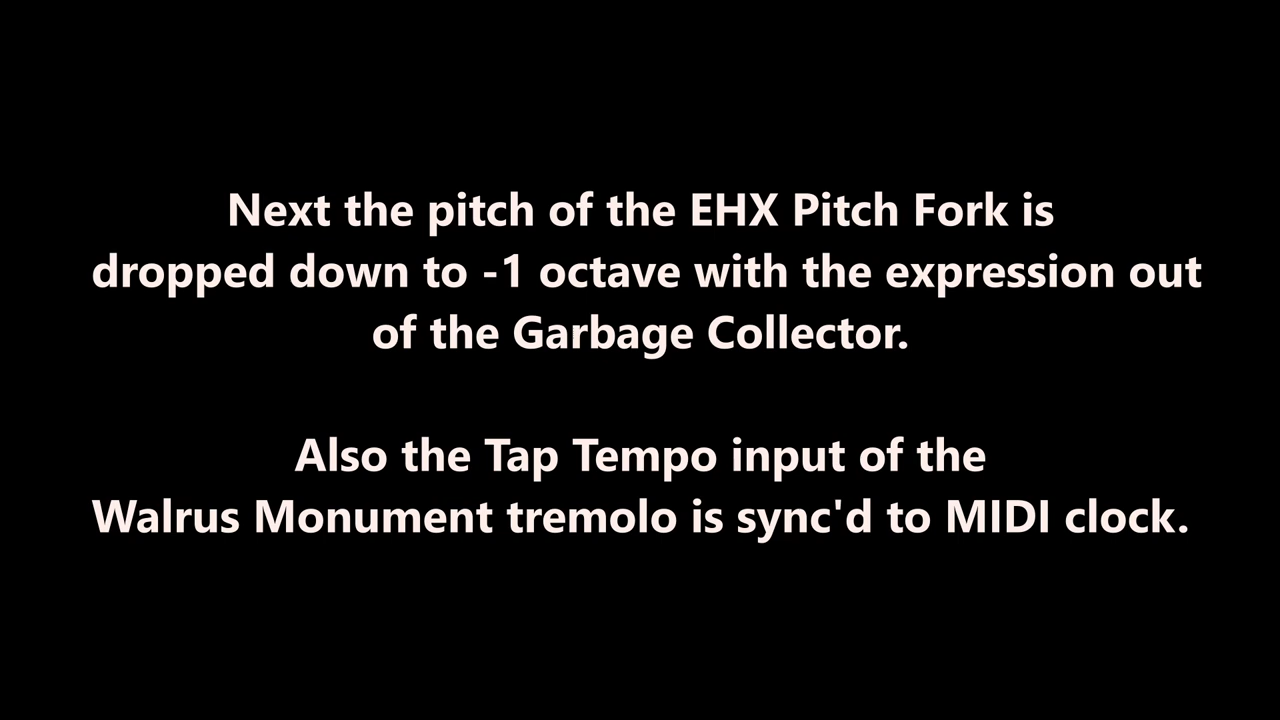 Next the pitch of the EHX Pitch Fork is
dropped down to -1 octave with the expression out
of the Garbage Collector.
Also the Tap Tempo input of the
Walrus Monument tremolo is sync'd to MIDI clock.